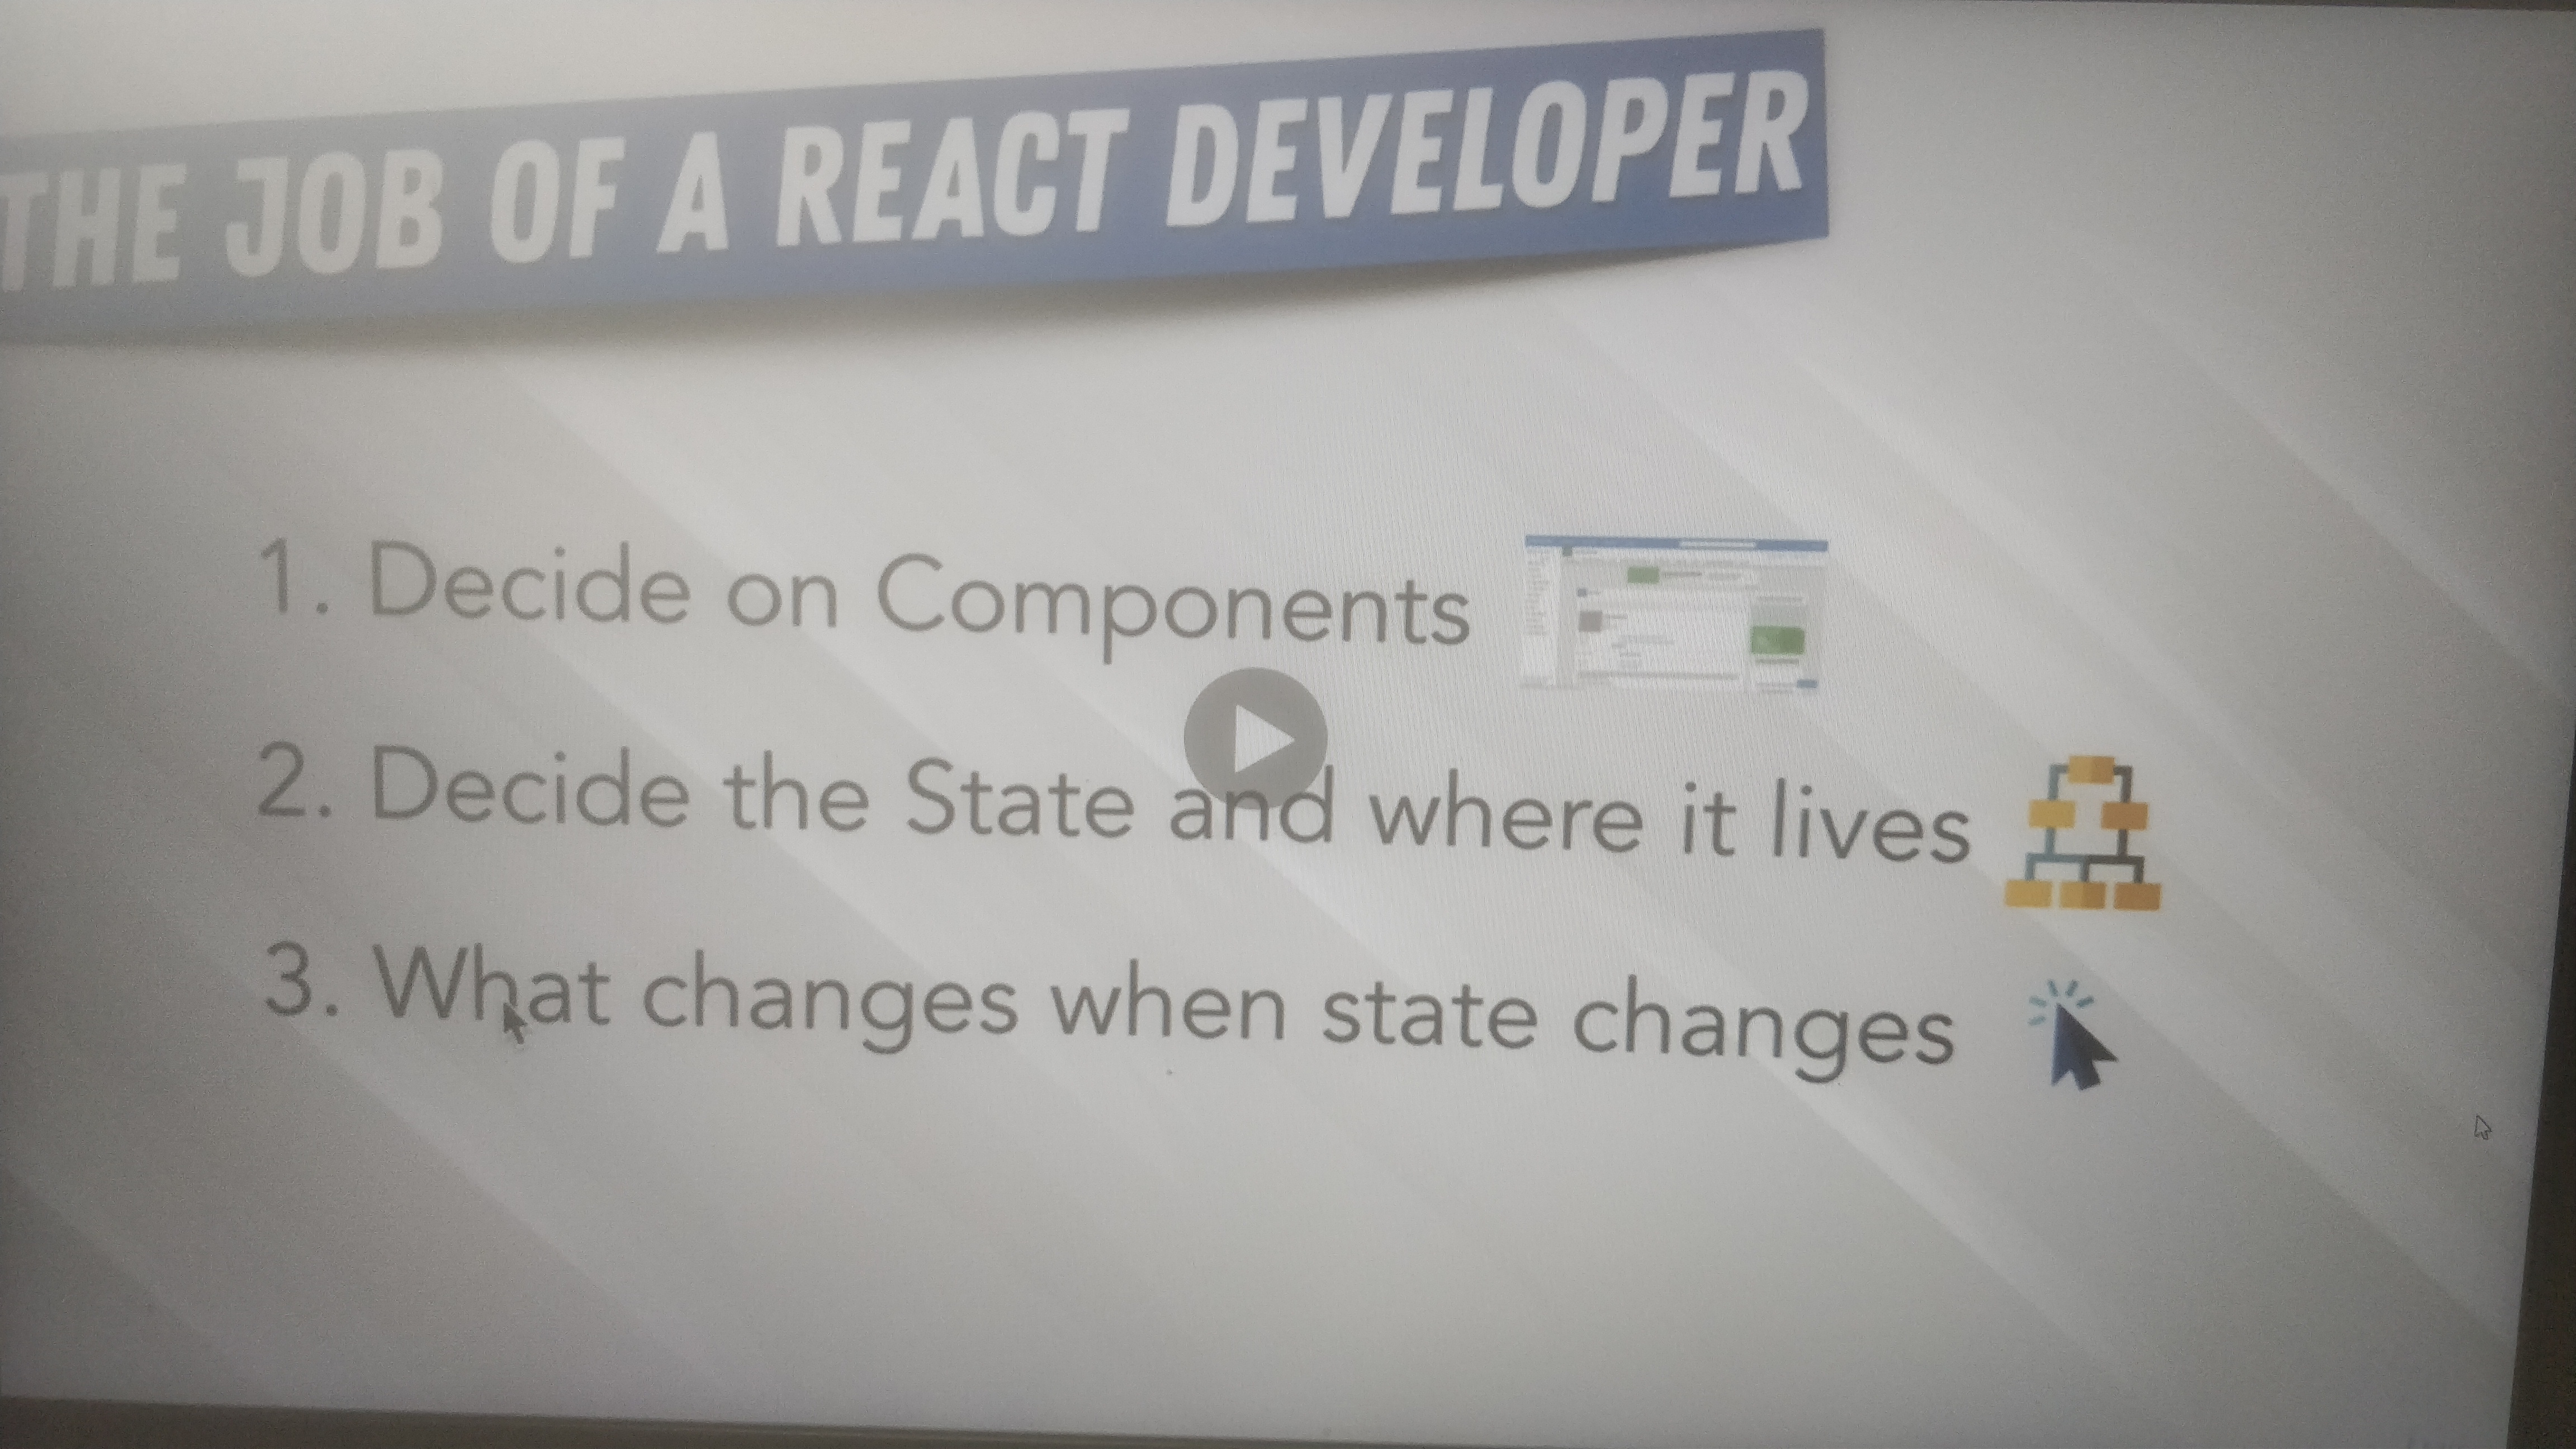 THE JOB OF A REACT DEVELOPER
1. Decide on Components
2. Decide the State and where it lives
3. What changes when state changes